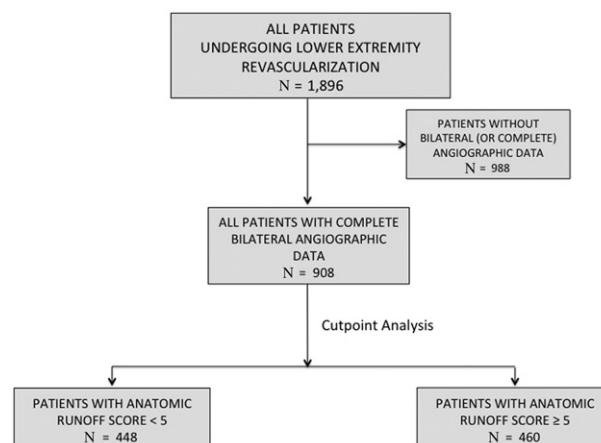 ALL PATIENTS
UNDERGOING LOWER EXTREMITY
REVASCULARIZATION
N = 1,896
PATIENTS WITHOUT
BILATERAL (OR COMPLETE)
ANGIOGRAPHIC DATA
N = 988
ALL PATIENTS WITH COMPLETE
BILATERAL ANGIOGRAPHIC
DATA
N = 908
Cutpoint Analysis
PATIENTS WITH ANATOMIC
RUNOFF SCORE < 5
N = 448
PATIENTS WITH ANATOMIC
RUNOFF SCORE ≥ 5
N = 460